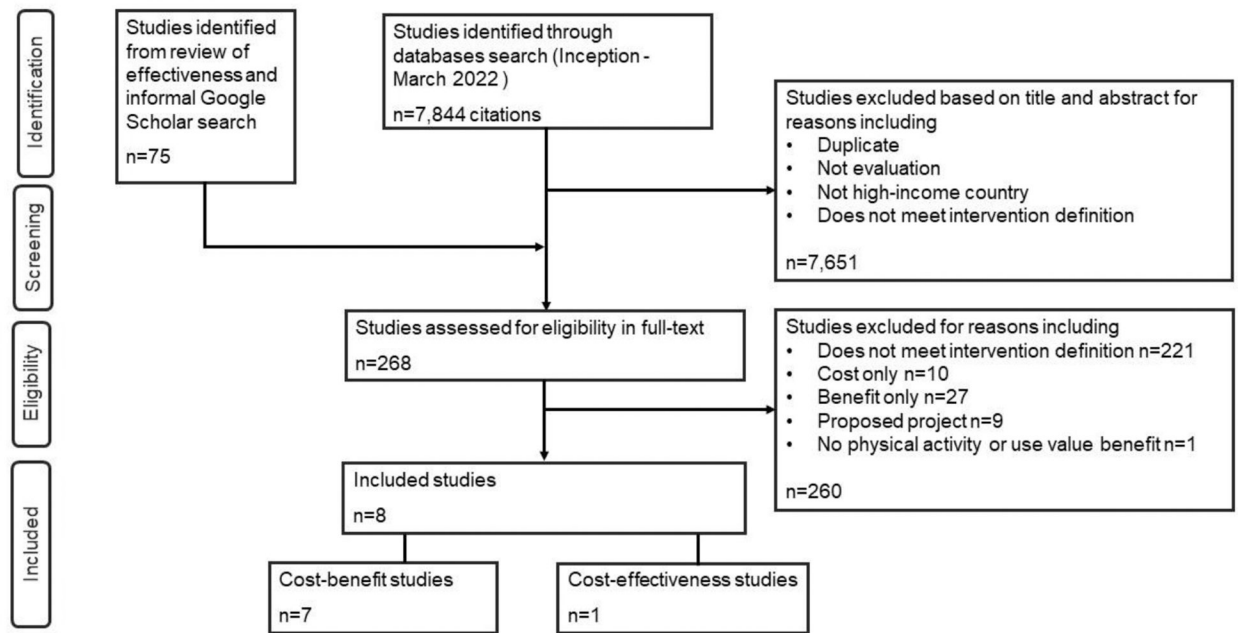 Identification
Studies identified
from review of
effectiveness and
informal Google
Scholar search
n=75
Studies identified through
databases search (Inception -
March 2022 )
n=7,844 citations
Studies excluded based on title and abstract for
reasons including
• Duplicate
• Not evaluation
• Not high-income country
• Does not meet intervention definition
n=7,651
Screening
Eligibility
Studies assessed for eligibility in full-text
n=268
Studies excluded for reasons including
• Does not meet intervention definition n=221
• Cost only n=10
• Benefit only n=27
• Proposed project n=9
• No physical activity or use value benefit n=1
n=260
Included
Included studies
n=8
Cost-benefit studies
n=7
Cost-effectiveness studies
n=1